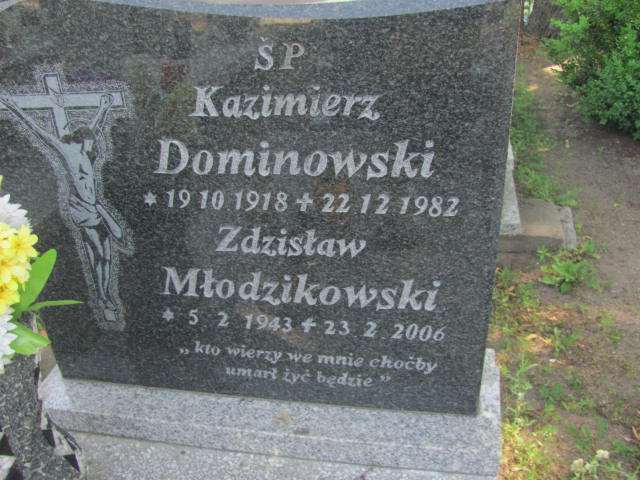 ŚP
Kazimierz
Dominowski
* 19 10 1918 + 22 12 1982
Zdzisław
Młodzikowski
* 5 2 1943 + 23 2 2006
„kto wierzy we mnie choćby
umarł żyć będzie"